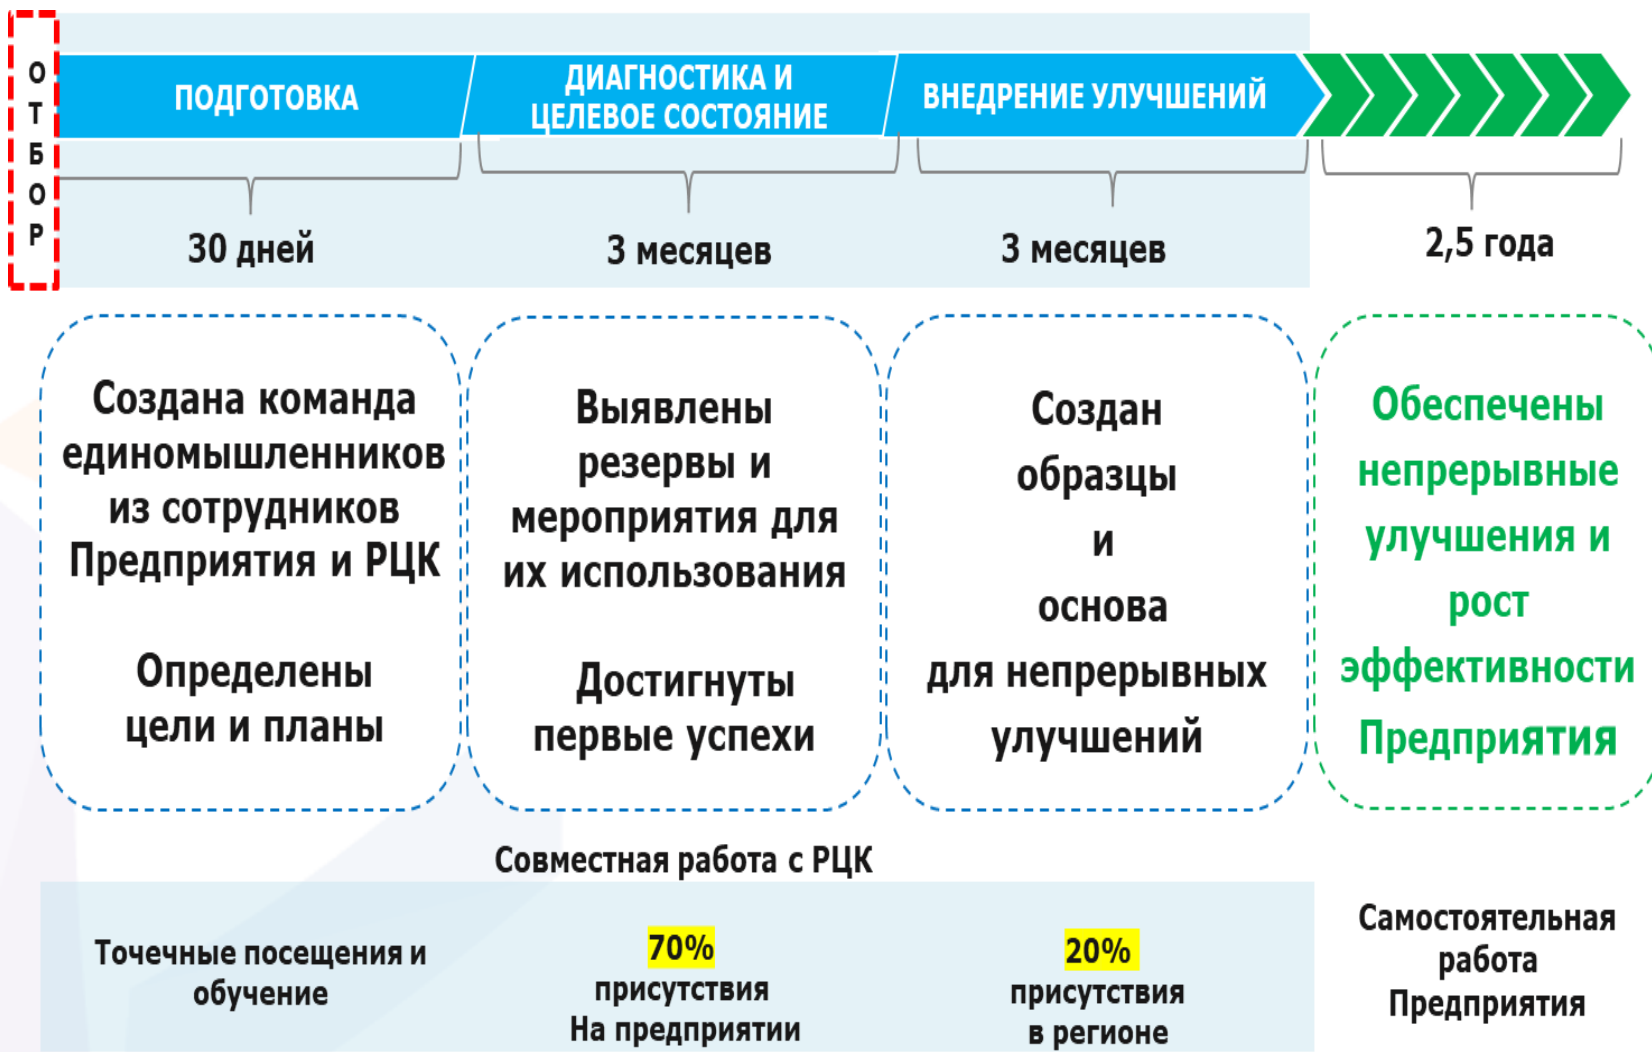 ОТБОР
ПОДГОТОВКА
ДИАГНОСТИКА И
ЦЕЛЕВОЕ СОСТОЯНИЕ
ВНЕДРЕНИЕ УЛУЧШЕНИЙ
30 дней
3 месяцев
3 месяцев
2,5 года
Создана команда
единомышленников
из сотрудников
Предприятия и РЦК
Определены
цели и планы
Выявлены
резервы и
мероприятия для
их использования
Достигнуты
первые успехи
Создан
образцы
и
основа
для непрерывных
улучшений
Обеспечены
непрерывные
улучшения и
рост
эффективности
Предприятия
Совместная работа с РЦК
Точечные посещения и
обучение
70%
присутствия
На предприятии
20%
присутствия
в регионе
Самостоятельная
работа
Предприятия